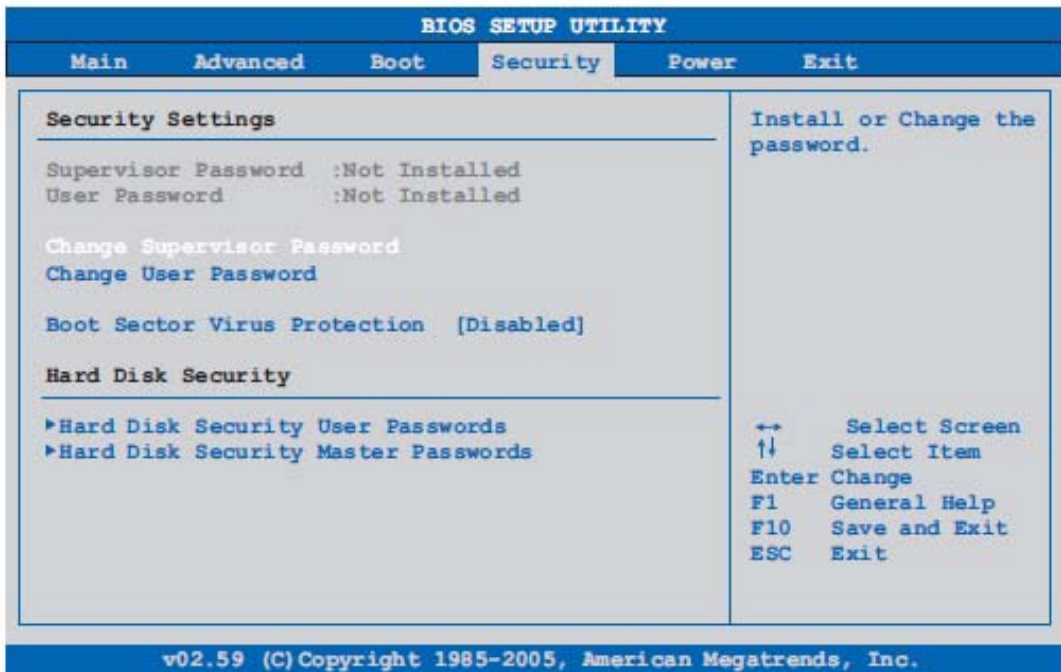 BIOS SETUP UTILITY
Main Advanced Boot Security Power Exit
Security Settings
Supervisor Password :Not Installed
User Password :Not Installed
Change Supervisor Password
Change User Password
Boot Sector Virus Protection [Disabled]
Hard Disk Security
▶Hard Disk Security User Passwords
▶Hard Disk Security Master Passwords
Install or Change the
password.
↔ Select Screen
↑↓ Select Item
Enter Change
F1 General Help
F10 Save and Exit
ESC Exit
v02.59 (C)Copyright 1985-2005, American Megatrends, Inc.